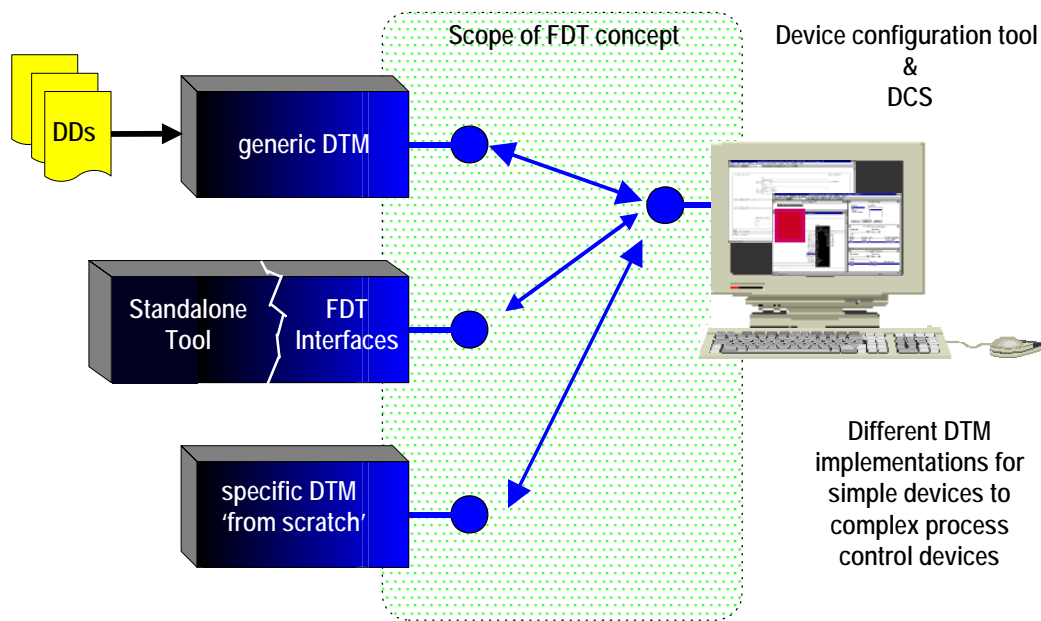 Scope of FDT concept
Device configuration tool
&
DCS
DDs
generic DTM
Standalone
Tool
FDT
Interfaces
specific DTM
‘from scratch’
Different DTM
implementations for
simple devices to
complex process
control devices